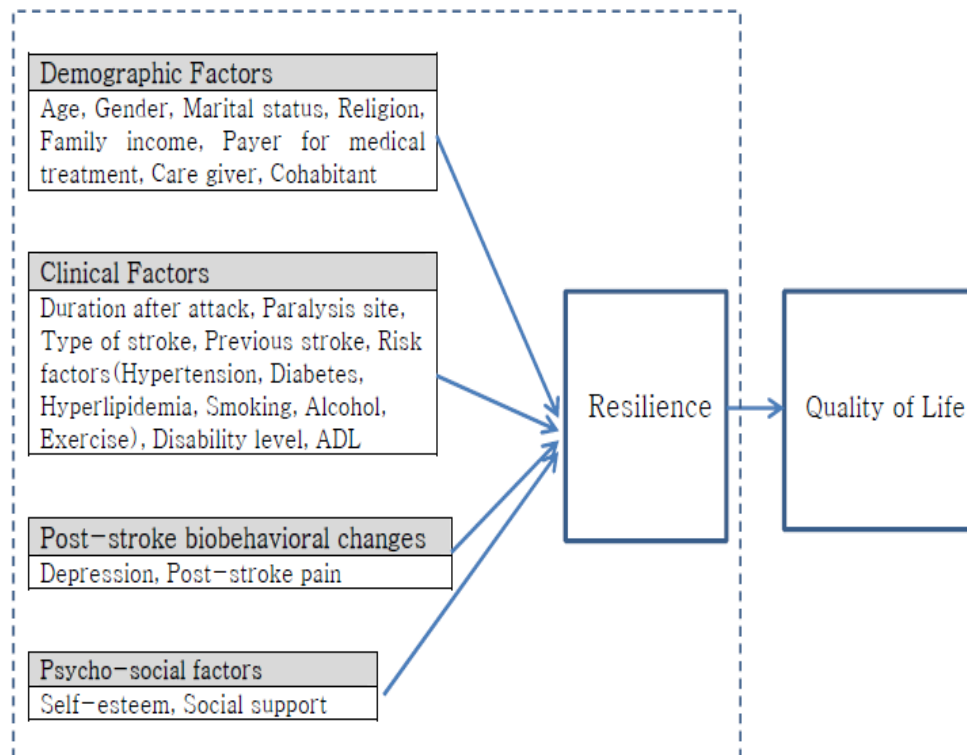 Demographic Factors
Age, Gender, Marital status, Religion,
Family income, Payer for medical
treatment, Care giver, Cohabitant
Clinical Factors
Duration after attack, Paralysis site,
Type of stroke, Previous stroke, Risk
factors(Hypertension, Diabetes,
Hyperlipidemia, Smoking, Alcohol,
Exercise), Disability level, ADL
Post-stroke biobehavioral changes
Depression, Post-stroke pain
Psycho-social factors
Self-esteem, Social support
Resilience
Quality of Life